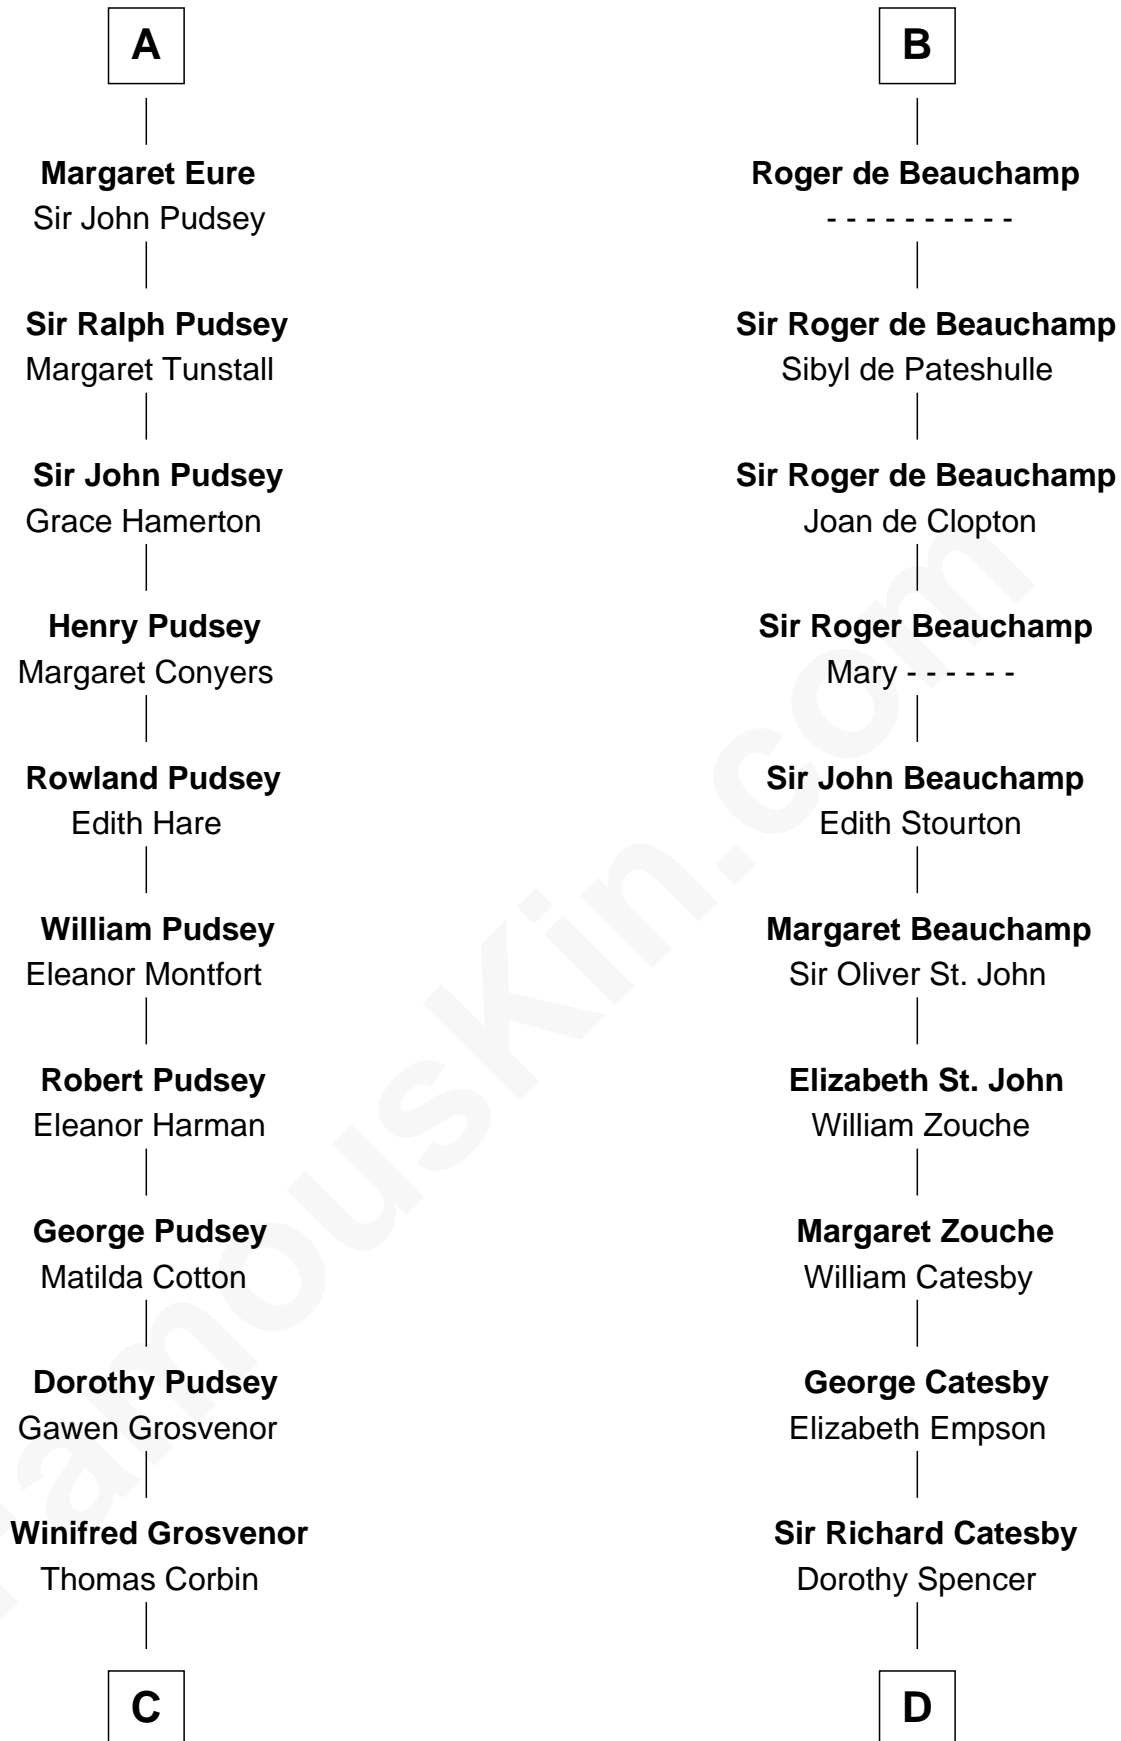 A
Margaret Eure
Sir John Pudsey
Sir Ralph Pudsey
Margaret Tunstall
Sir John Pudsey
Grace Hamerton
Henry Pudsey
Margaret Conyers
Rowland Pudsey
Edith Hare
William Pudsey
Eleanor Montfort
Robert Pudsey
Eleanor Harman
George Pudsey
Matilda Cotton
Dorothy Pudsey
Gawen Grosvenor
Winifred Grosvenor
Thomas Corbin
C
B
Roger de Beauchamp
- - - - - - - - - -
Sir Roger de Beauchamp
Sibyl de Pateshulle
Sir Roger de Beauchamp
Joan de Clopton
Sir Roger Beauchamp
Mary - - - - - -
Sir John Beauchamp
Edith Stourton
Margaret Beauchamp
Sir Oliver St. John
Elizabeth St. John
William Zouche
Margaret Zouche
William Catesby
George Catesby
Elizabeth Empson
Sir Richard Catesby
Dorothy Spencer
D
FamousKin.com